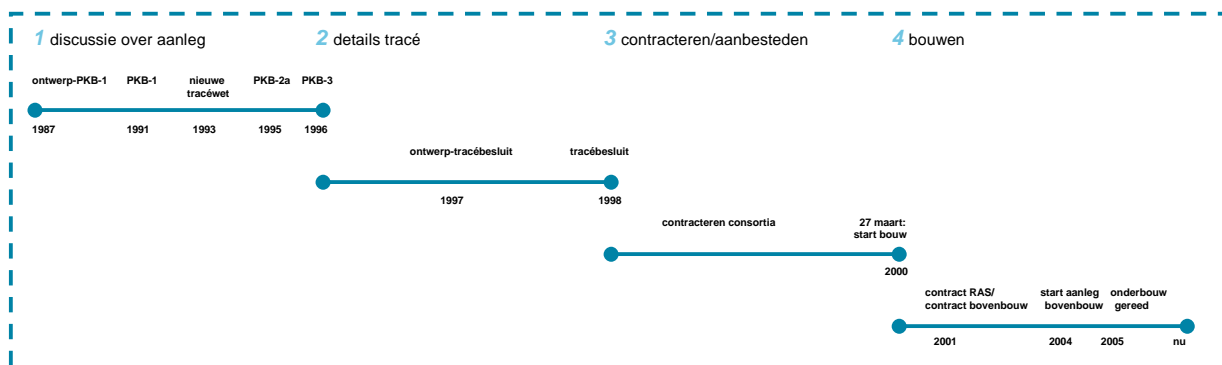 1 discussie over aanleg
2 details tracé
3 contracteren/aanbesteden
4 bouwen
ontwerp-PKB-1
PKB-1
nieuwe
tracéwet
PKB-2a
PKB-3
1987
1991
1993
1995
1996
ontwerp-tracébesluit
tracébesluit
1997
1998
contracteren consortia
27 maart:
start bouw
2000
contract RAS/
contract bovenbouw
start aanleg
bovenbouw
onderbouw
gereed
2001
2004
2005
nu